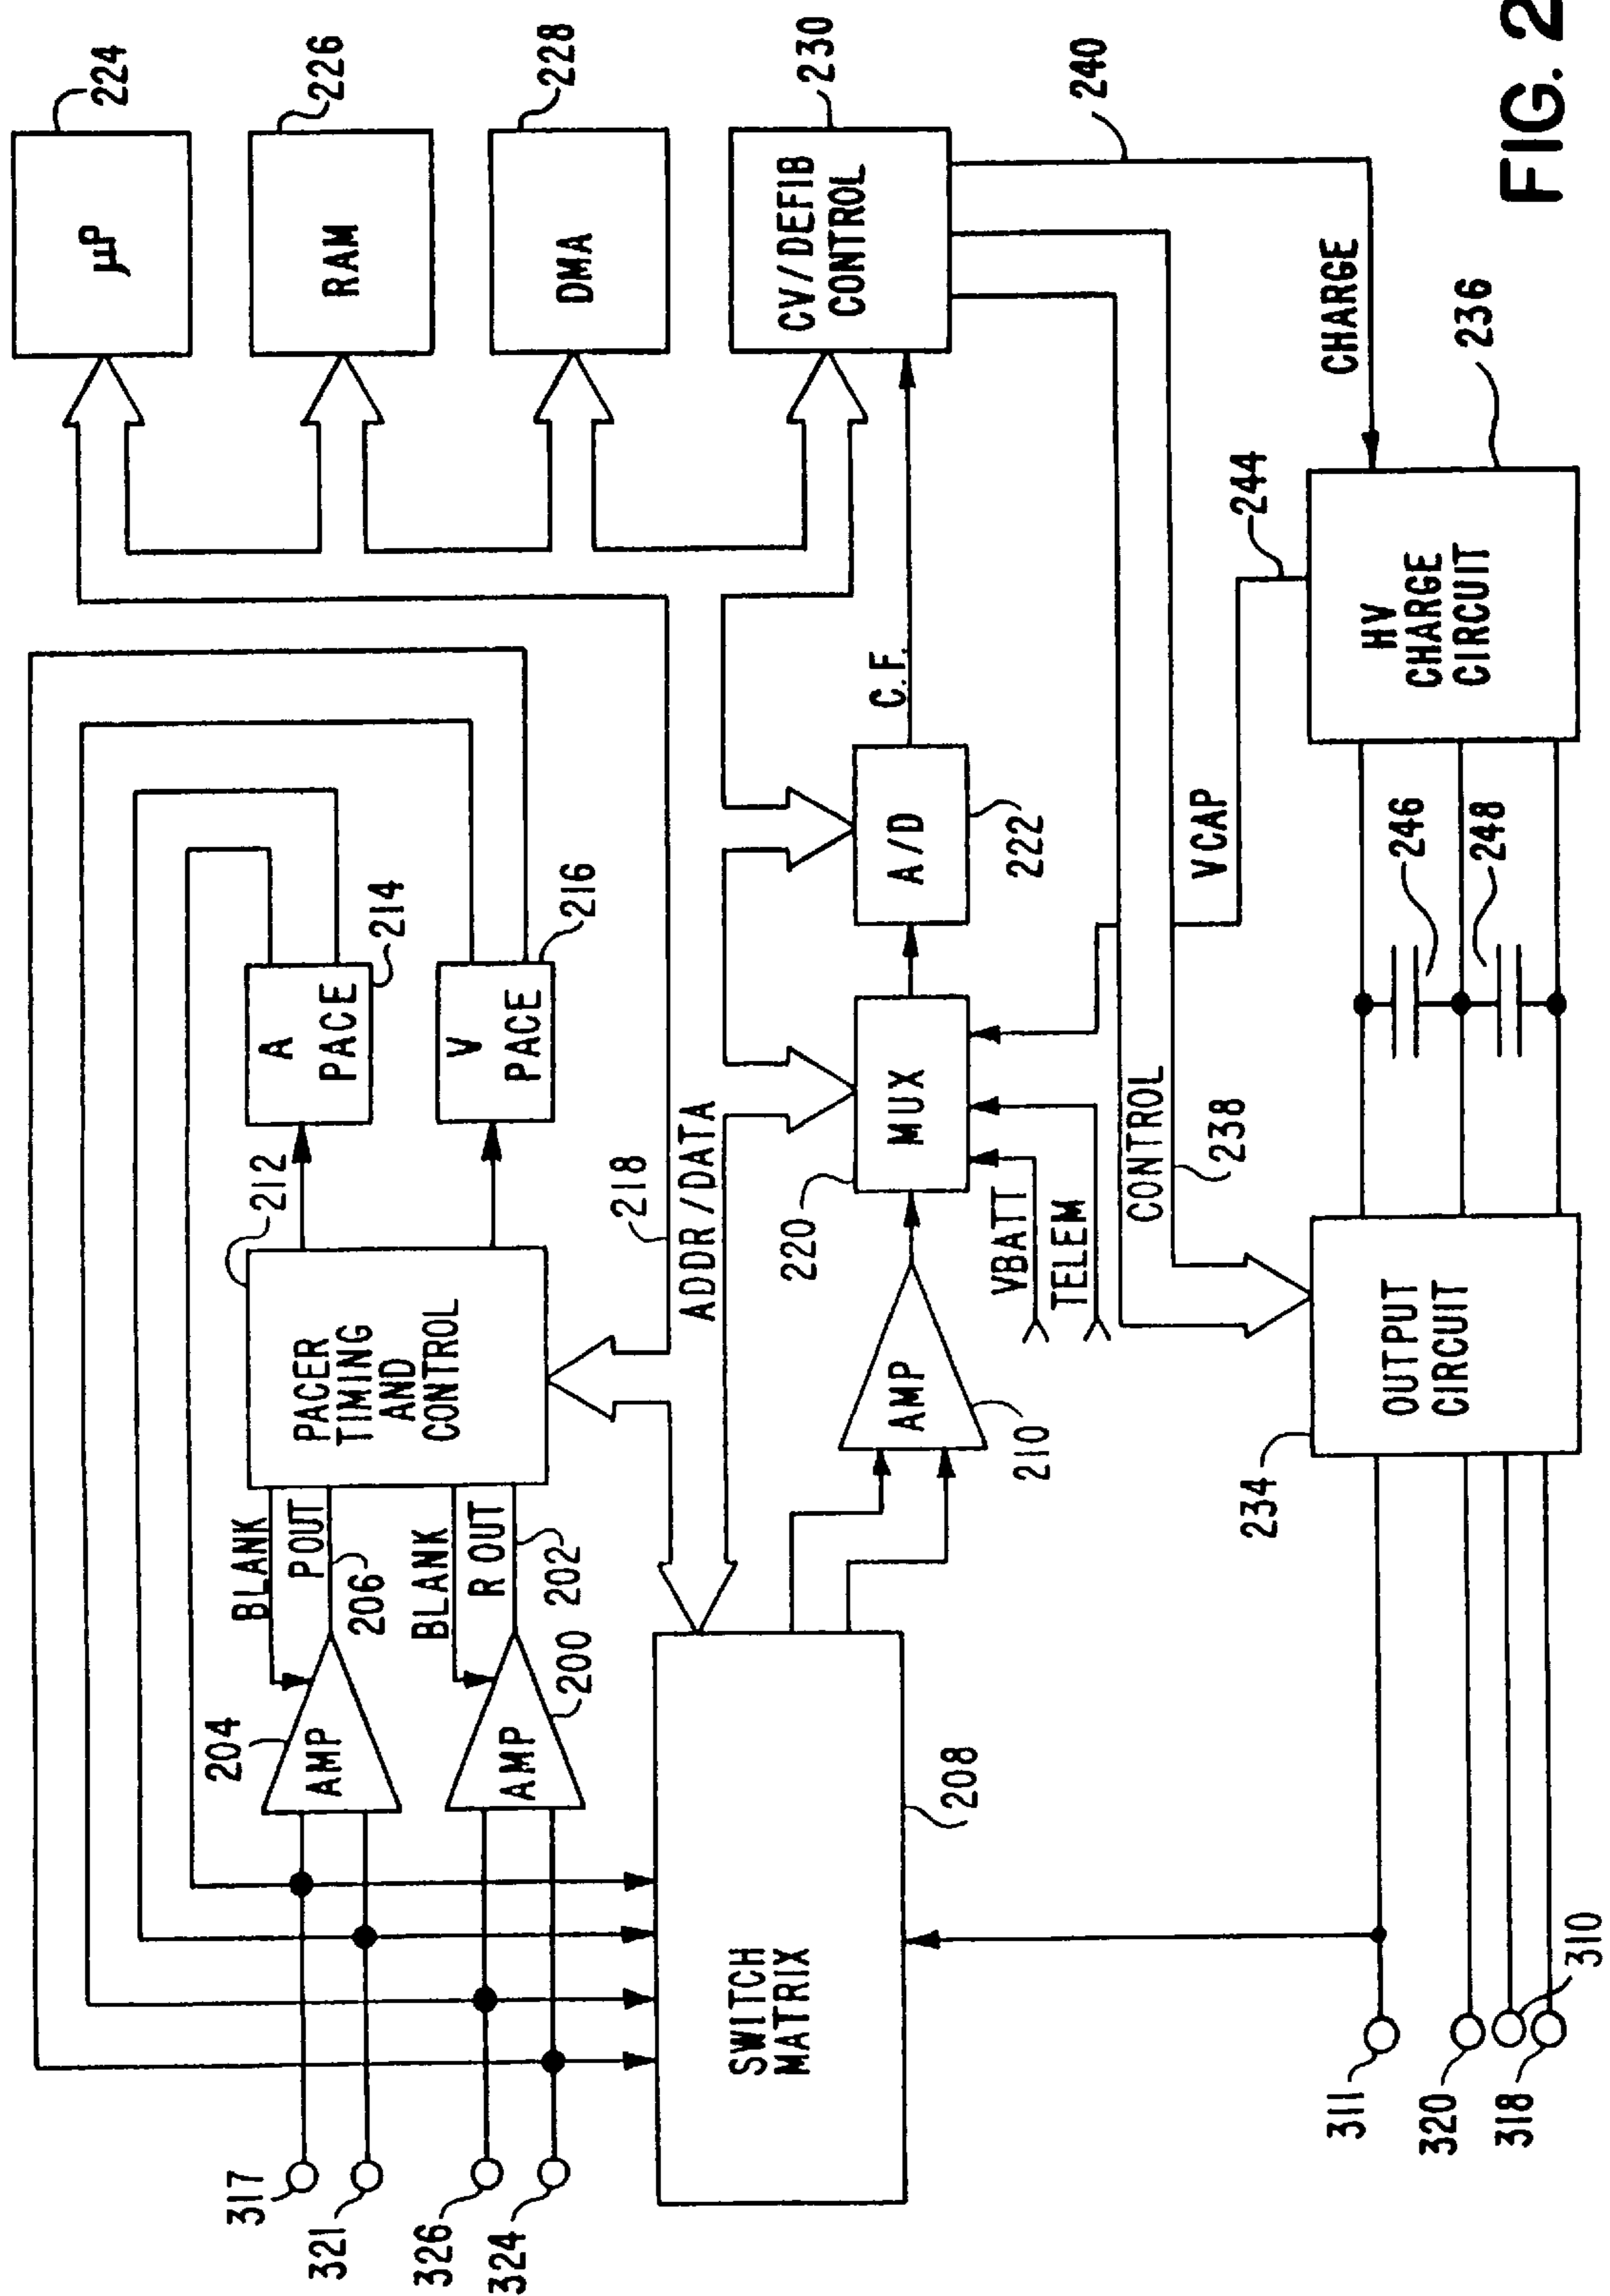 224
µP
226
RAM
228
DMA
230
CV/DEFIB
CONTROL
240
CHARGE
236
HV
CHARGE
CIRCUIT
244
VCAP
246
248
C.F.
A/D
222
214
A
PACE
216
V
PACE
212
PACER
TIMING
AND
CONTROL
218
ADDR/DATA
220
MUX
VBATT
TELEM
CONTROL
238
AMP
210
234
OUTPUT
CIRCUIT
BLANK
POUT
206
BLANK
R OUT
202
204
AMP
200
AMP
208
SWITCH
MATRIX
317
321
326
324
311
320
318
310
FIG. 2